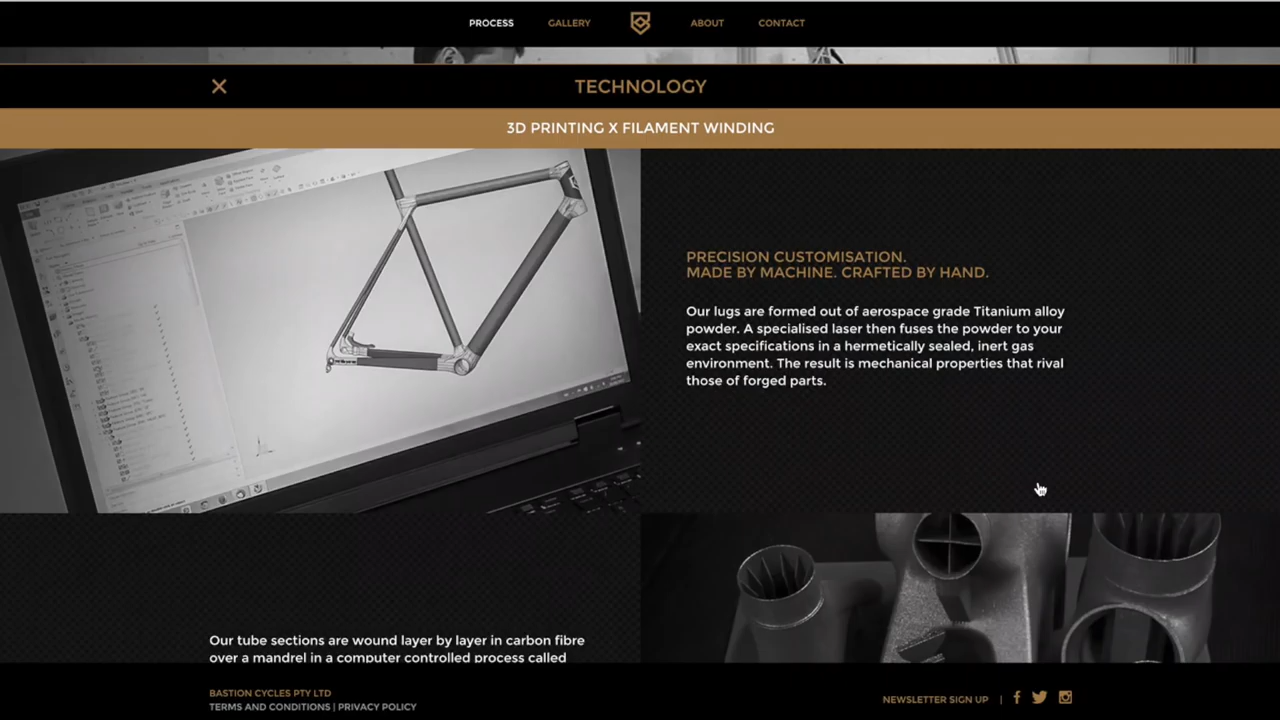 PROCESS
GALLERY
ABOUT
CONTACT
TECHNOLOGY
3D PRINTING X FILAMENT WINDING
PRECISION CUSTOMISATION.
MADE BY MACHINE. CRAFTED BY HAND.
Our lugs are formed out of aerospace grade Titanium alloy
powder. A specialised laser then fuses the powder to your
exact specifications in a hermetically sealed, inert gas
environment. The result is mechanical properties that rival
those of forged parts.
Our tube sections are wound layer by layer in carbon fibre
over a mandrel in a computer controlled process called
BASTION CYCLES PTY LTD
TERMS AND CONDITIONS | PRIVACY POLICY
NEWSLETTER SIGN UP |